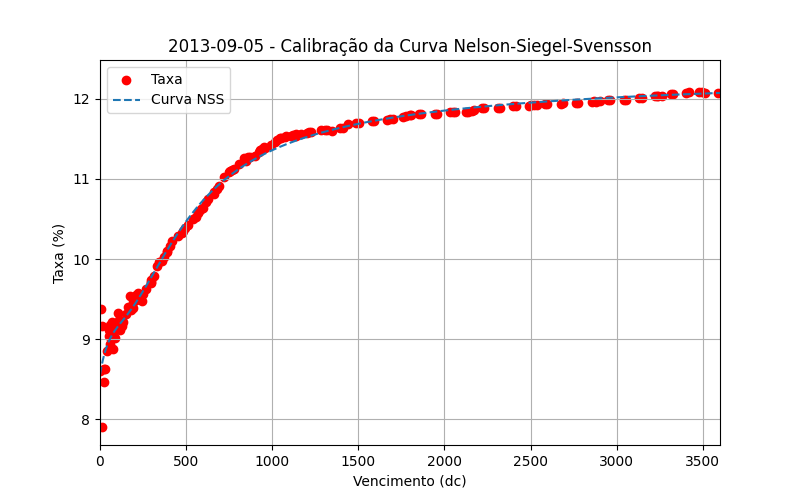 2013-09-05 - Calibração da Curva Nelson-Siegel-Svensson
Taxa
Curva NSS
12
11
10
9
8
Taxa (%)
0 500 1000 1500 2000 2500 3000 3500
Vencimento (dc)